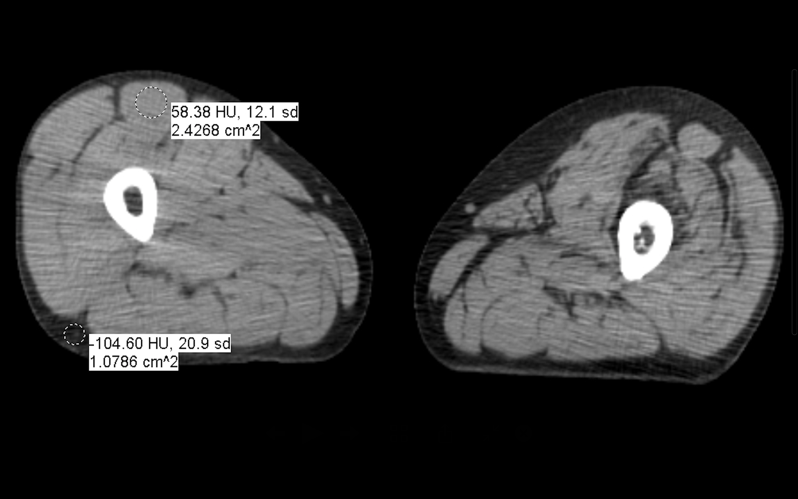 58.38 HU, 12.1 sd
2.4268 cm^2
-104.60 HU, 20.9 sd
1.0786 cm^2